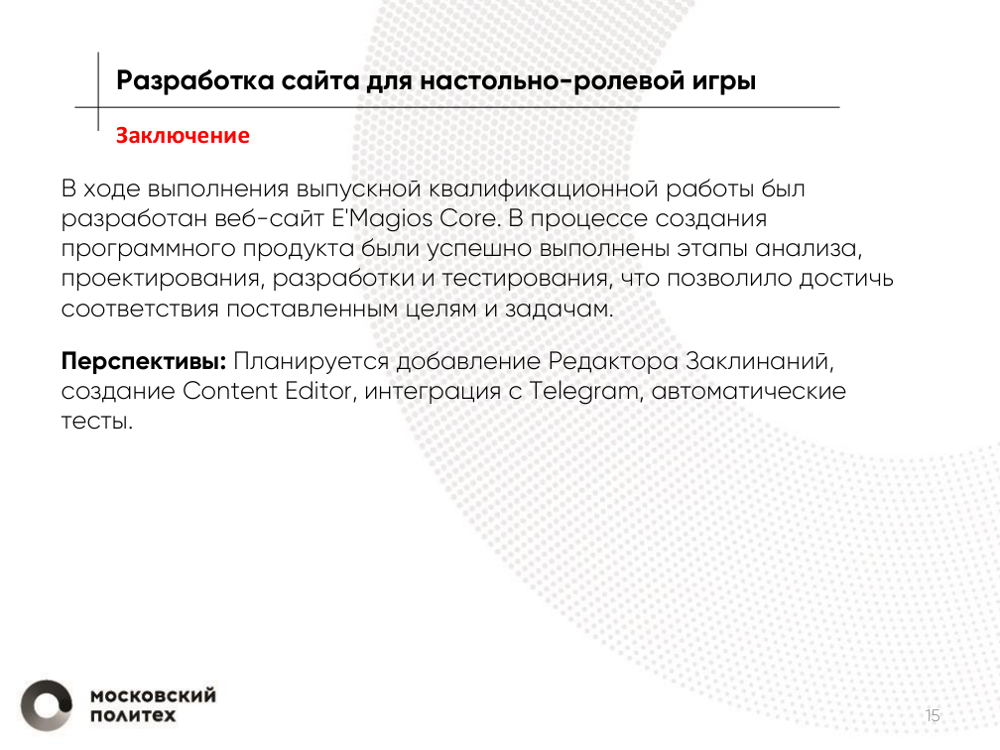 Разработка сайта для настольно-ролевой игры
Заключение
В ходе выполнения выпускной квалификационной работы был
разработан веб-сайт E'Magios Core. В процессе создания
программного продукта были успешно выполнены этапы анализа,
проектирования, разработки и тестирования, что позволило достичь
соответствия поставленным целям и задачам.
Перспективы: Планируется добавление Редактора Заклинаний,
создание Content Editor, интеграция с Telegram, автоматические
тесты.
МОСКОВСКИЙ
ПОЛИТЕХ
15